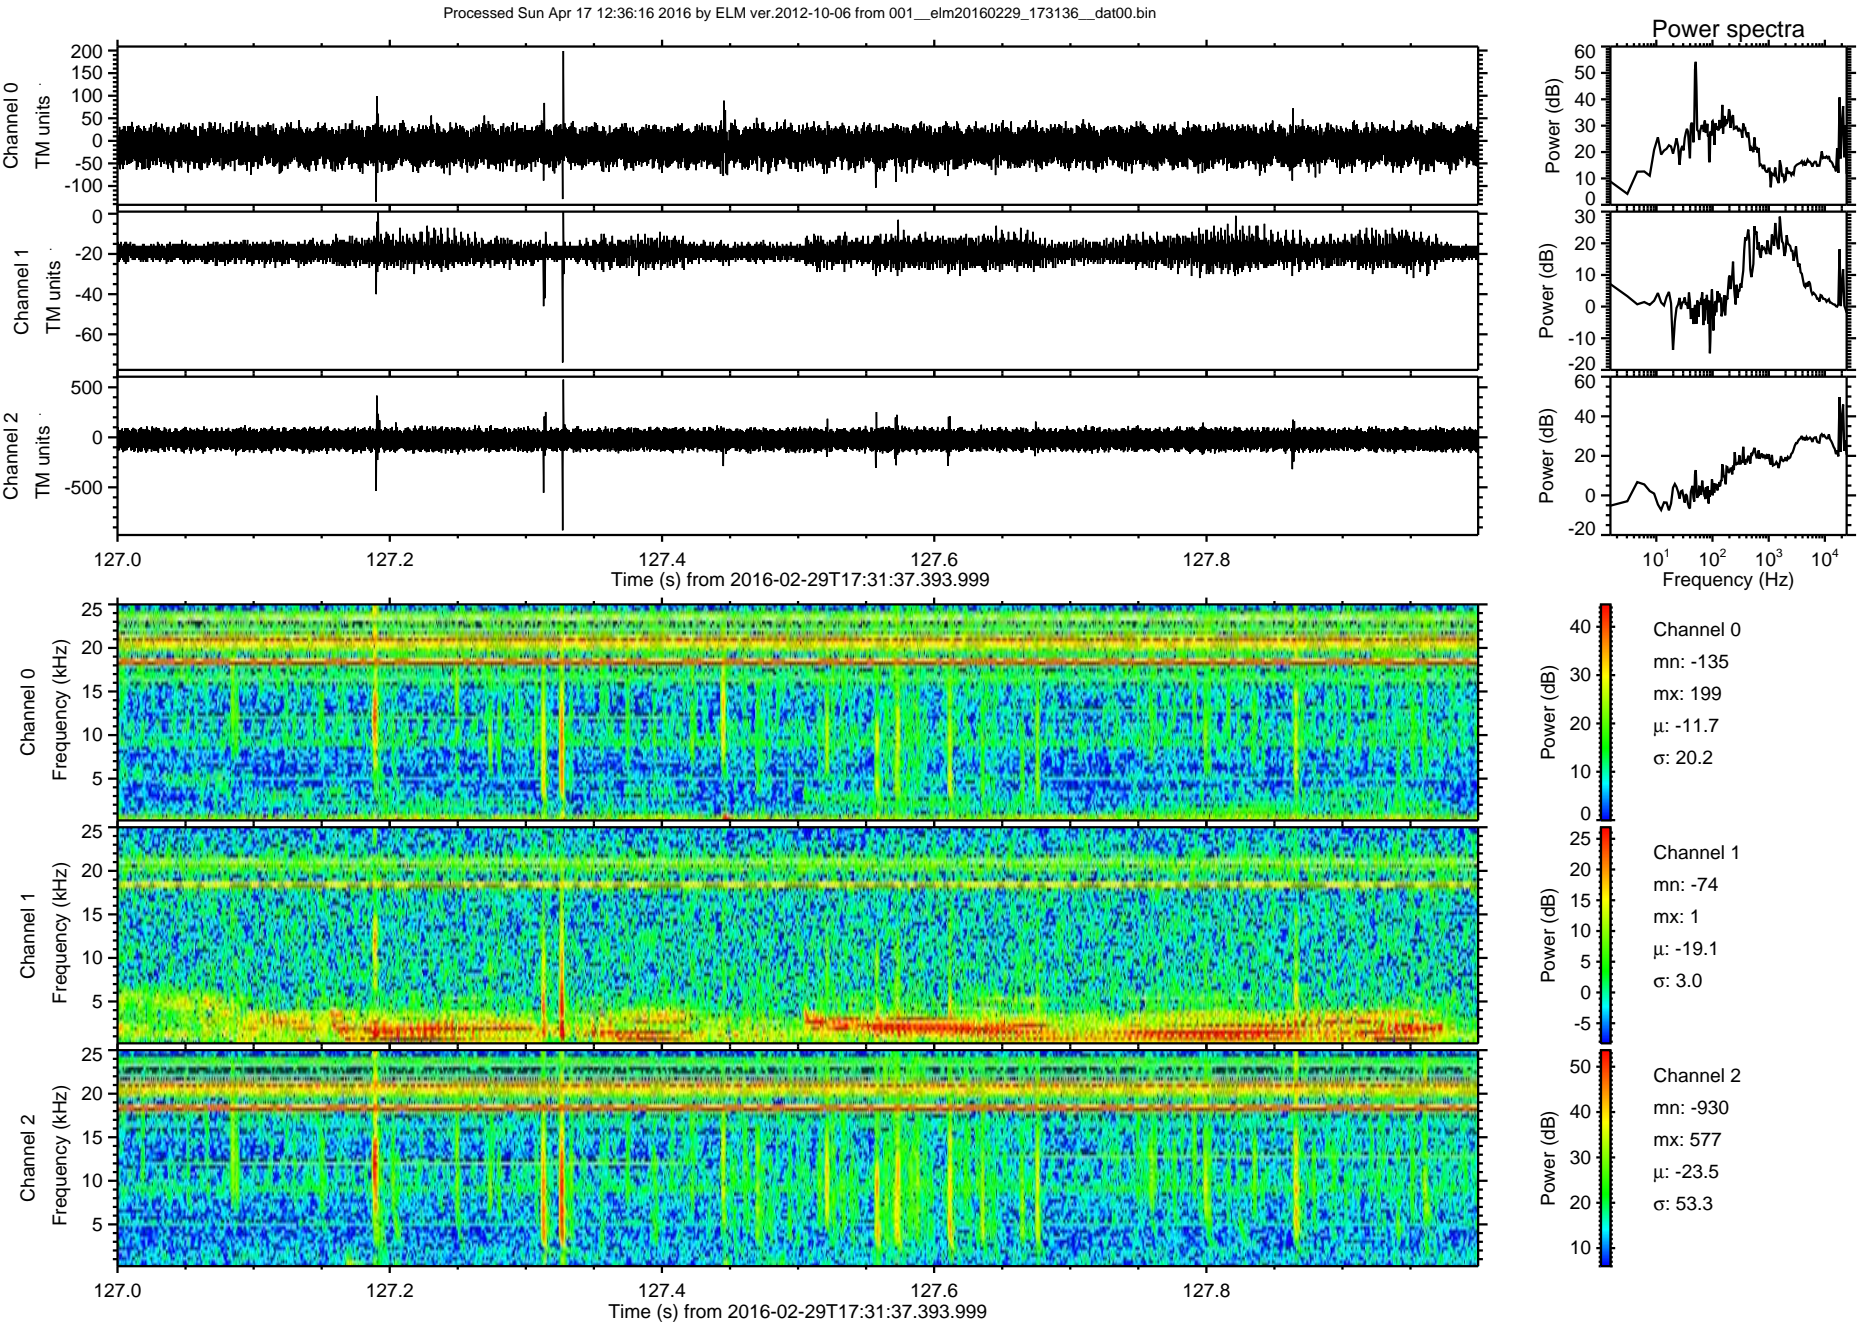 Processed Sun Apr 17 12:36:16 2016 by ELM ver.2012-10-06 from 001__elm20160229_173136__dat00.bin
Power spectra
Channel 0
TM units
200
150
100
50
0
-50
-100
Power (dB)
60
50
40
30
20
10
0
Channel 1
TM units
0
-20
-40
-60
Power (dB)
30
20
10
0
-10
-20
Channel 2
TM units
500
0
-500
Power (dB)
60
40
20
0
-20
127.0 127.2 127.4 127.6 127.8
Time (s) from 2016-02-29T17:31:37.393.999
10¹ 10² 10³ 10⁴
Frequency (Hz)
Channel 0
Frequency (kHz)
25
20
15
10
5
Power (dB)
40
30
20
10
0
Channel 0
mn: -135
mx: 199
μ: -11.7
σ: 20.2
Channel 1
Frequency (kHz)
25
20
15
10
5
Power (dB)
25
20
15
10
5
0
-5
Channel 1
mn: -74
mx: 1
μ: -19.1
σ: 3.0
Channel 2
Frequency (kHz)
25
20
15
10
5
Power (dB)
50
40
30
20
10
Channel 2
mn: -930
mx: 577
μ: -23.5
σ: 53.3
127.0 127.2 127.4 127.6 127.8
Time (s) from 2016-02-29T17:31:37.393.999